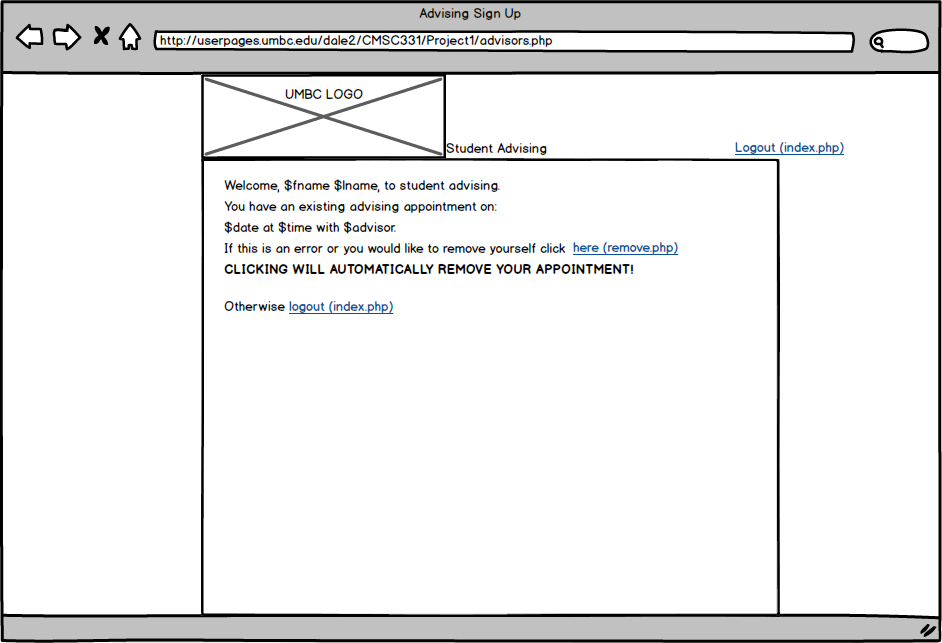 Advising Sign Up
http://userpages.umbc.edu/dale2/CMSC331/Project1/advisors.php
UMBC LOGO
Student Advising
Logout (index.php)
Welcome, $fname $lname, to student advising.
You have an existing advising appointment on:
$date at $time with $advisor.
If this is an error or you would like to remove yourself click here (remove.php)
CLICKING WILL AUTOMATICALLY REMOVE YOUR APPOINTMENT!
Otherwise logout (index.php)